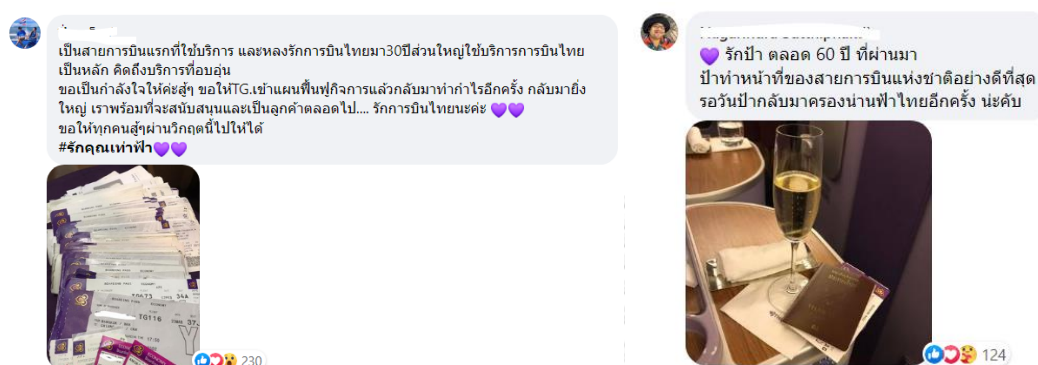 เป็นสายการบินแรกที่ใช้บริการ และหลงรักการบินไทยมา30ปีส่วนใหญ่ใช้บริการการบินไทย
เป็นหลัก คิดถึงบริการที่อบอุ่น
ขอเป็นกำลังใจให้ค่ะสู้ๆ ขอให้TG.เข้าแผนฟื้นฟูกิจการแล้วกลับมาทำกำไรอีกครั้ง กลับมายิ่ง
ใหญ่ เราพร้อมที่จะสนับสนุนและเป็นลูกค้าตลอดไป.... รักการบินไทยนะค่ะ 💜💜
ขอให้ทุกคนสู้ๆผ่านวิกฤตนี้ไปให้ได้
#รักคุณเท่าฟ้า💜💜
34A
TG116
37
Y
230
💜 รักป้า ตลอด 60 ปี ที่ผ่านมา
ป้าทำหน้าที่ของสายการบินแห่งชาติอย่างดีที่สุด
รอวันป้ากลับมาครองน่านฟ้าไทยอีกครั้ง น่ะคับ
124